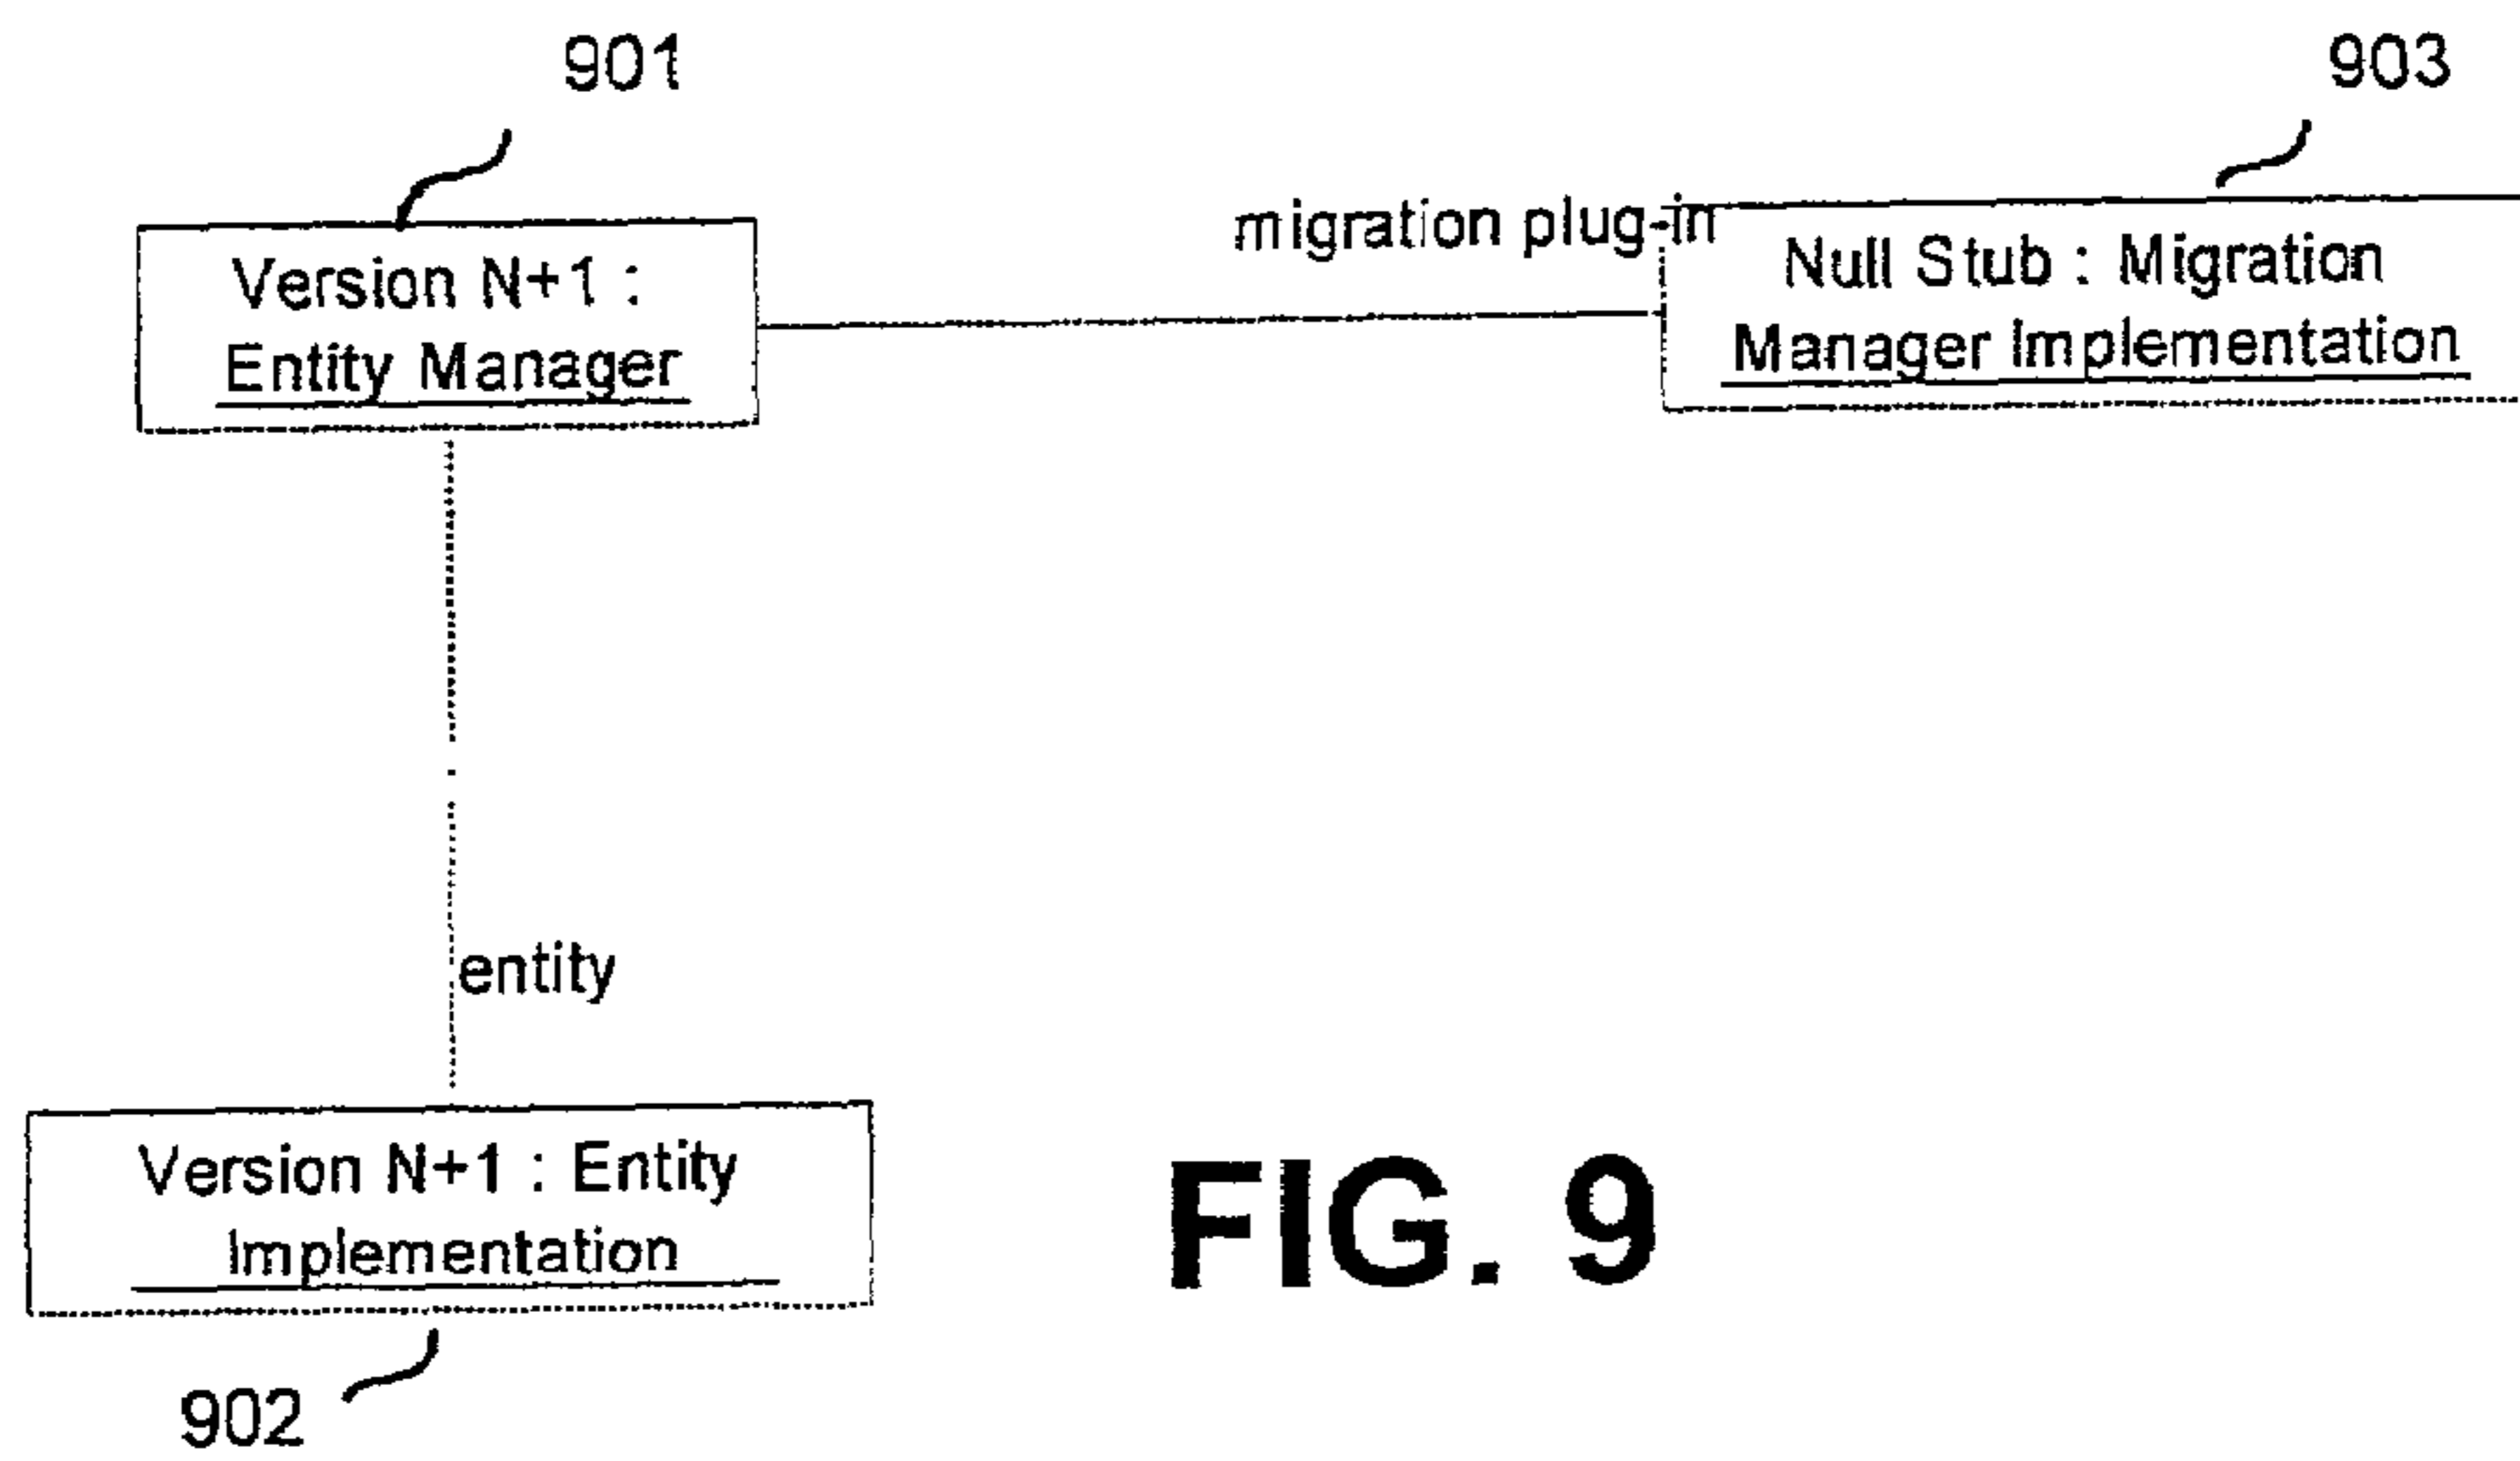 901
903
migration plug-in
Version N+1 :
Entity Manager
Null Stub : Migration
Manager Implementation
entity
Version N+1 : Entity
Implementation
902
FIG. 9